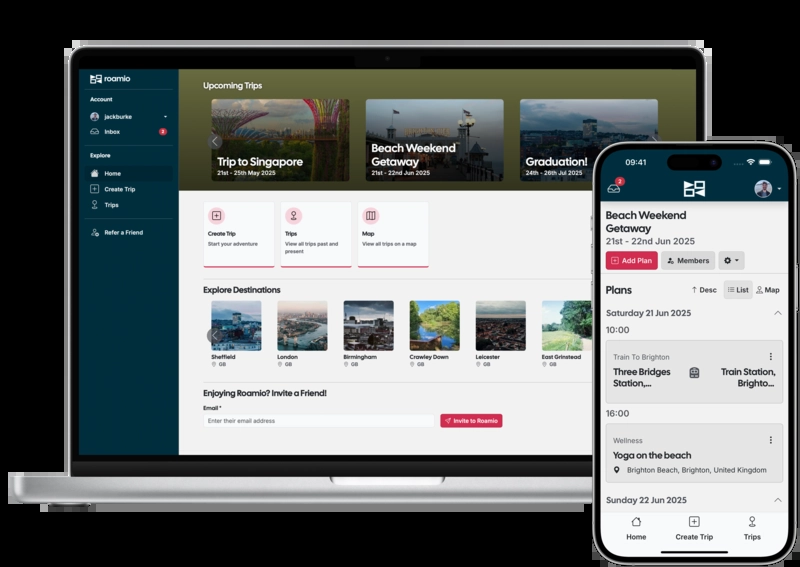 roamio
Account
jackburke
Inbox
2
Explore
Home
Create Trip
Trips
Refer a Friend
Upcoming Trips
Trip to Singapore
21st - 25th May 2025
Beach Weekend
Getaway
21st - 22nd Jun 2025
Graduation!
24th - 26th Jul 2025
Create Trip
Start your adventure
Trips
View all trips past and
present
Map
View all trips on a map
Explore Destinations
Sheffield
GB
London
GB
Birmingham
GB
Crawley Down
GB
Leicester
GB
East Grinstead
GB
Enjoying Roamio? Invite a Friend!
Email *
Enter their email address
Invite to Roamio
09:41
2
Beach Weekend
Getaway
21st - 22nd Jun 2025
Add Plan
Members
Plans
Desc
List
Map
Saturday 21 Jun 2025
10:00
Train To Brighton
Three Bridges
Station,...
Train Station,
Brighto...
16:00
Wellness
Yoga on the beach
Brighton Beach, Brighton, United Kingdom
Sunday 22 Jun 2025
Home
Create Trip
Trips